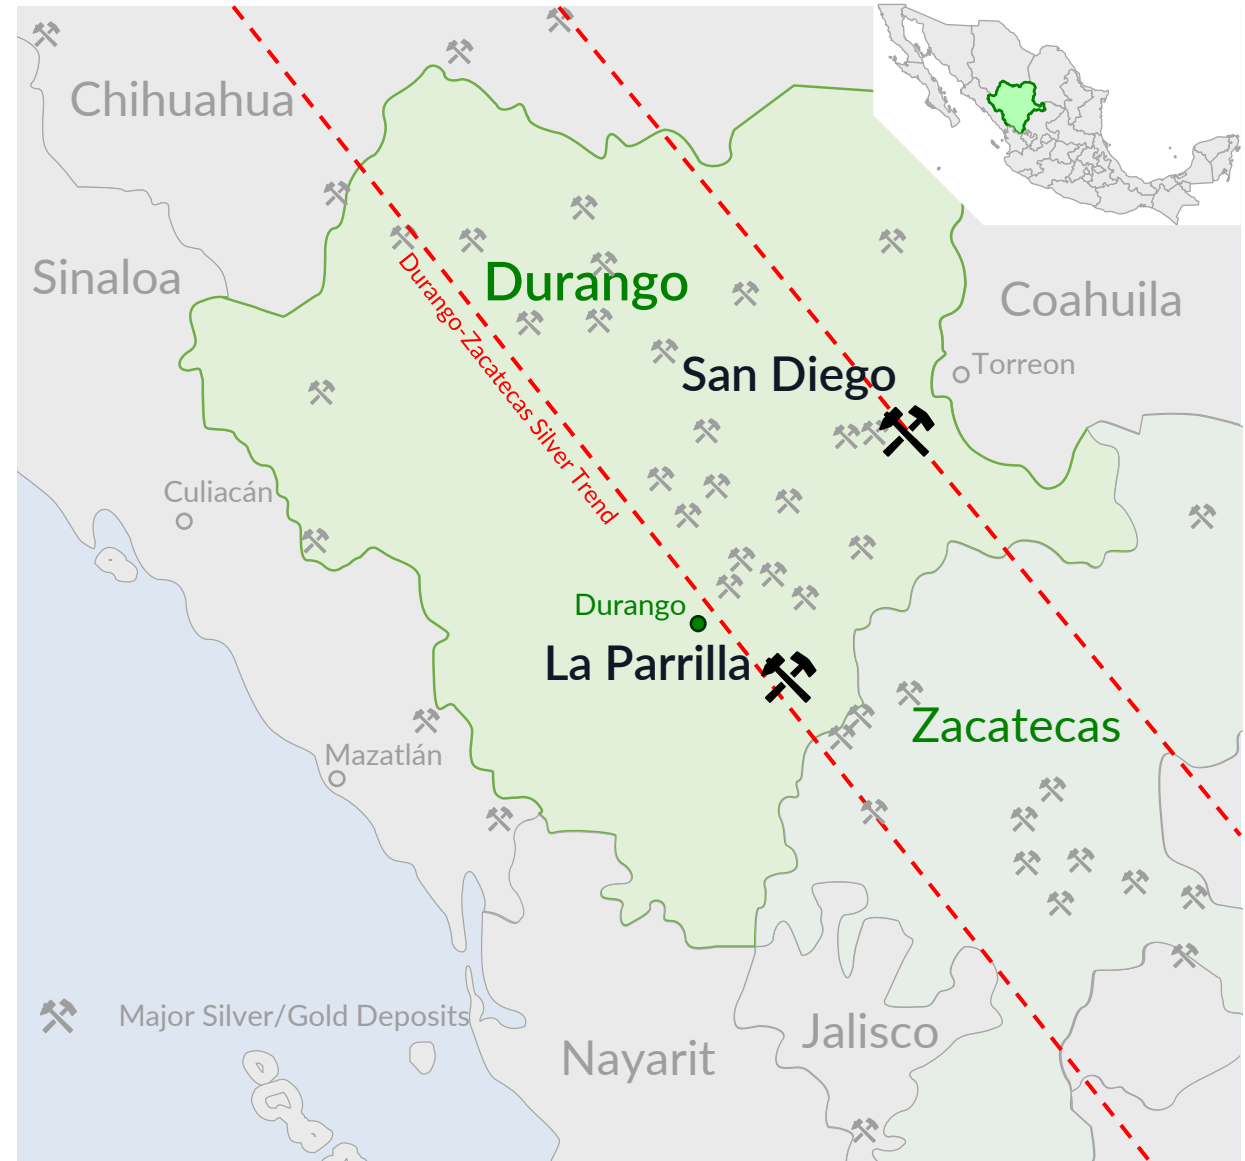 Chihuahua
Sinaloa
Durango
Coahuila
Durango-Zacatecas Silver Trend
San Diego
Torreon
Culiacán
Durango
La Parrilla
Zacatecas
Mazatlán
Major Silver/Gold Deposits
Jalisco
Nayarit